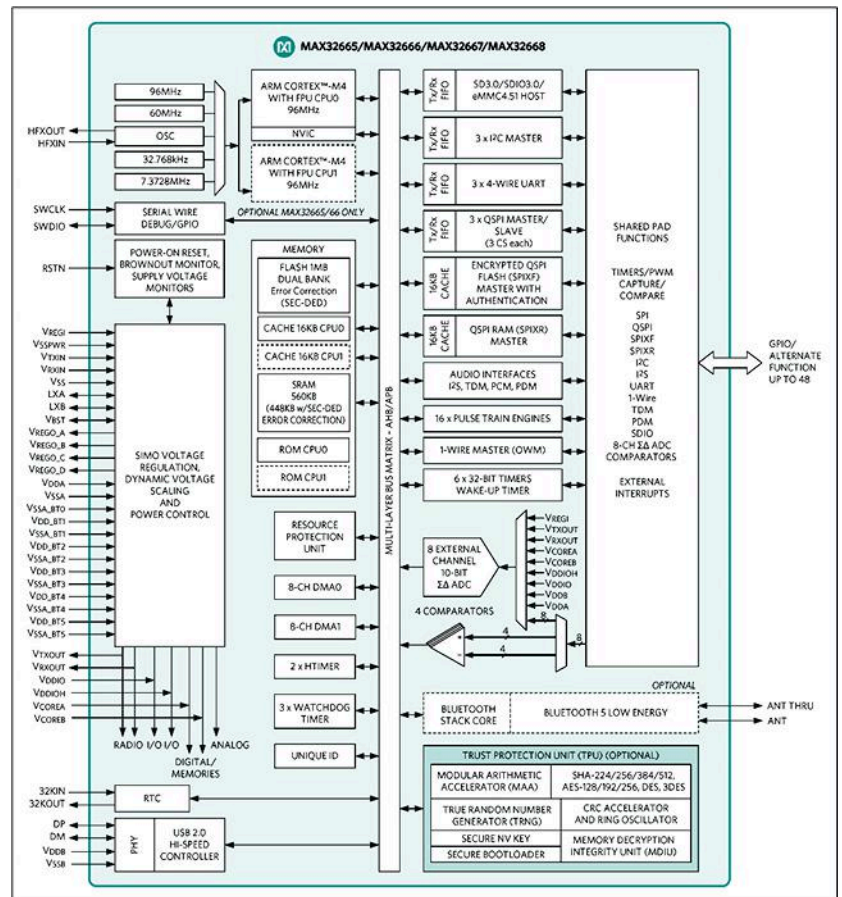 MAX32665/MAX32666/MAX32667/MAX32668
96MHz
60MHz
OSC
32.768kHz
7.3728MHz
HFXOUT
HFXIN
ARM CORTEX™-M4
WITH FPU CPU0
96MHz
NVIC
ARM CORTEX™-M4
WITH FPU CPU1
96MHz
OPTIONAL MAX32665/66 ONLY
SWCLK
SWDIO
SERIAL WIRE
DEBUG/GPIO
RSTN
POWER-ON RESET,
BROWNOUT MONITOR,
SUPPLY VOLTAGE
MONITORS
VREGI
VSSPWR
VTXIN
VRXIN
VSS
LXA
LXB
VBST
VREGO_A
VREGO_B
VREGO_C
VREGO_D
VDDA
VSSA
VSSA_BT0
VDD_BT1
VSSA_BT1
VDD_BT2
VSSA_BT2
VDD_BT3
VSSA_BT3
VDD_BT4
VSSA_BT4
VDD_BT5
VSSA_BT5
VTXOUT
VRXOUT
VDDIO
VDDIOH
VCOREA
VCOREB
SIMO VOLTAGE
REGULATION,
DYNAMIC VOLTAGE
SCALING
AND
POWER CONTROL
RADIO I/O I/O
ANALOG
DIGITAL/
MEMORIES
32KIN
32KOUT
RTC
DP
DM
VDDB
VSSB
PHY
USB 2.0
HI-SPEED
CONTROLLER
MEMORY
FLASH 1MB
DUAL BANK
Error Correction
(SEC-DED)
CACHE 16KB CPU0
CACHE 16KB CPU1
SRAM
560KB
(448KB w/SEC-DED
ERROR CORRECTION)
ROM CPU0
ROM CPU1
RESOURCE
PROTECTION
UNIT
8-CH DMA0
8-CH DMA1
2 x HTIMER
3 x WATCHDOG
TIMER
UNIQUE ID
MULTI-LAYER BUS MATRIX – AHB/APB
Tx/Rx
FIFO
SD3.0/SDIO3.0/
eMMC4.51 HOST
Tx/Rx
FIFO
3 x I2C MASTER
Tx/Rx
FIFO
3 x 4-WIRE UART
Tx/Rx
FIFO
3 x QSPI MASTER/
SLAVE
(3 CS each)
16KB
CACHE
ENCRYPTED QSPI
FLASH (SPIXF)
MASTER WITH
AUTHENTICATION
16KB
CACHE
QSPI RAM (SPIXR)
MASTER
AUDIO INTERFACES
I2S, TDM, PCM, PDM
16 x PULSE TRAIN ENGINES
1-WIRE MASTER (OWM)
6 x 32-BIT TIMERS
WAKE-UP TIMER
8 EXTERNAL
CHANNEL
10-BIT
ΣΔ ADC
VREGI
VTXOUT
VRXOUT
VCOREA
VCOREB
VDDIOH
VDDIO
VDDB
VDDA
8
4 COMPARATORS
+
−
4
4
8
SHARED PAD
FUNCTIONS
TIMERS/PWM
CAPTURE/
COMPARE
SPI
QSPI
SPIXF
SPIXR
I2C
I2S
UART
1-Wire
TDM
PDM
SDIO
8-CH ΣΔ ADC
COMPARATORS
EXTERNAL
INTERRUPTS
GPIO/
ALTERNATE
FUNCTION
UP TO 48
OPTIONAL
BLUETOOTH
STACK CORE
BLUETOOTH 5 LOW ENERGY
ANT THRU
ANT
TRUST PROTECTION UNIT (TPU) (OPTIONAL)
MODULAR ARITHMETIC
ACCELERATOR (MAA)
SHA-224/256/384/512,
AES-128/192/256, DES, 3DES
TRUE RANDOM NUMBER
GENERATOR (TRNG)
CRC ACCELERATOR
AND RING OSCILLATOR
SECURE NV KEY
SECURE BOOTLOADER
MEMORY DECRYPTION
INTEGRITY UNIT (MDIU)